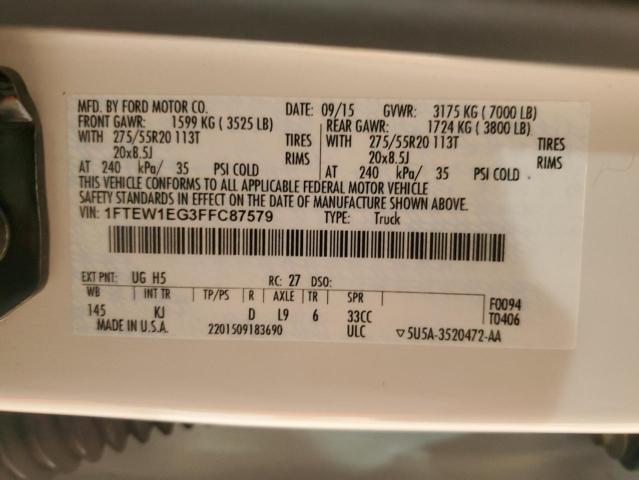 MFD. BY FORD MOTOR CO. DATE: 09/15 GVWR: 3175 KG ( 7000 LB)
FRONT GAWR: 1599 KG ( 3525 LB) REAR GAWR: 1724 KG ( 3800 LB)
WITH 275/55R20 113T TIRES WITH 275/55R20 113T TIRES
20x8.5J RIMS 20x8.5J RIMS
AT 240 kPa/ 35 PSI COLD AT 240 kPa/ 35 PSI COLD
THIS VEHICLE CONFORMS TO ALL APPLICABLE FEDERAL MOTOR VEHICLE
SAFETY STANDARDS IN EFFECT ON THE DATE OF MANUFACTURE SHOWN ABOVE.
VIN: 1FTEW1EG3FFC87579 TYPE: Truck
EXT PNT: UG H5 RC: 27 DSO:
WB INT TR TP/PS R AXLE TR SPR F0094
145 KJ D L9 6 33CC T0406
MADE IN U.S.A. 2201509183690 ULC ▽5U5A-3520472-AA